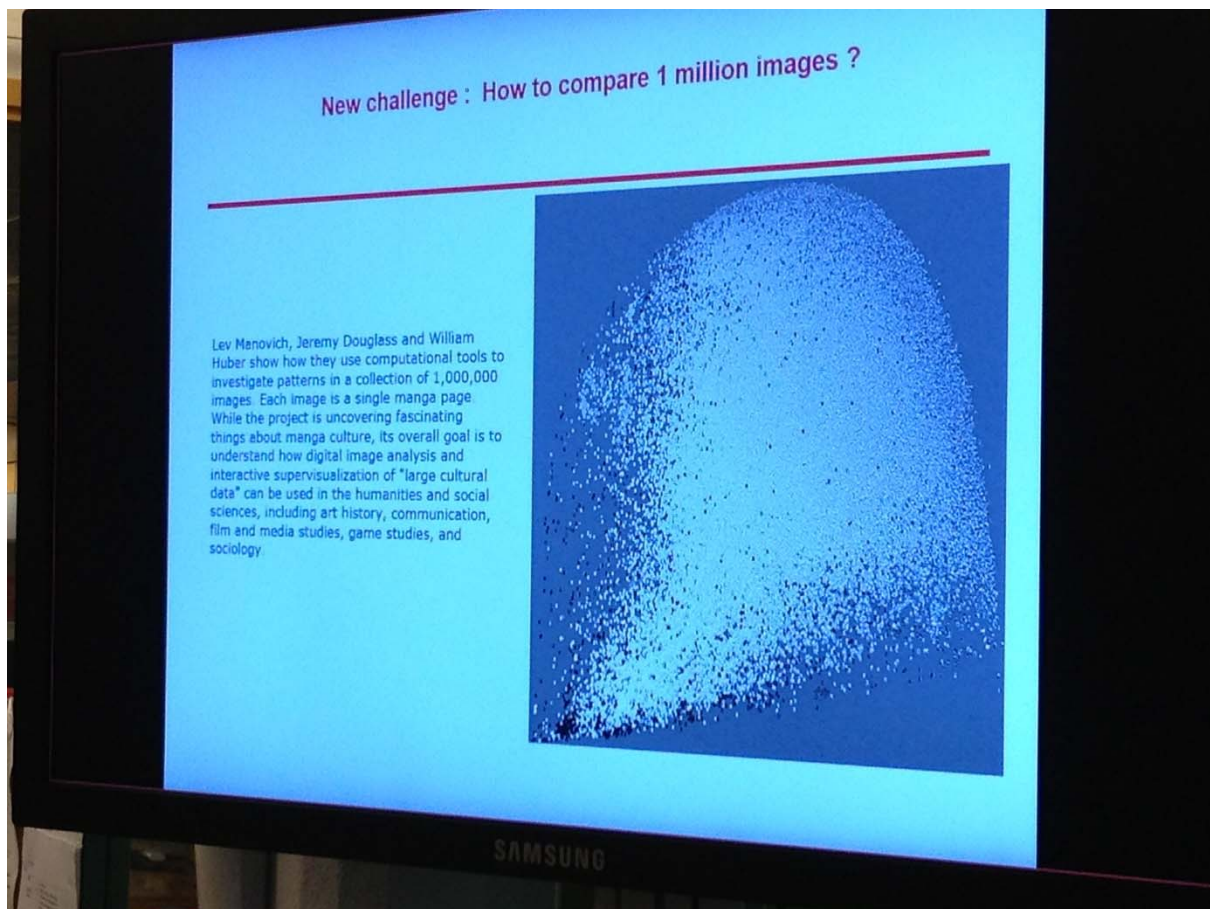 New challenge : How to compare 1 million images ?
Lev Manovich, Jeremy Douglass and William
Huber show how they use computational tools to
investigate patterns in a collection of 1,000,000
images. Each image is a single manga page.
While the project is uncovering fascinating
things about manga culture, its overall goal is to
understand how digital image analysis and
interactive supervisualization of "large cultural
data" can be used in the humanities and social
sciences, including art history, communication,
film and media studies, game studies, and
sociology.
SAMSUNG